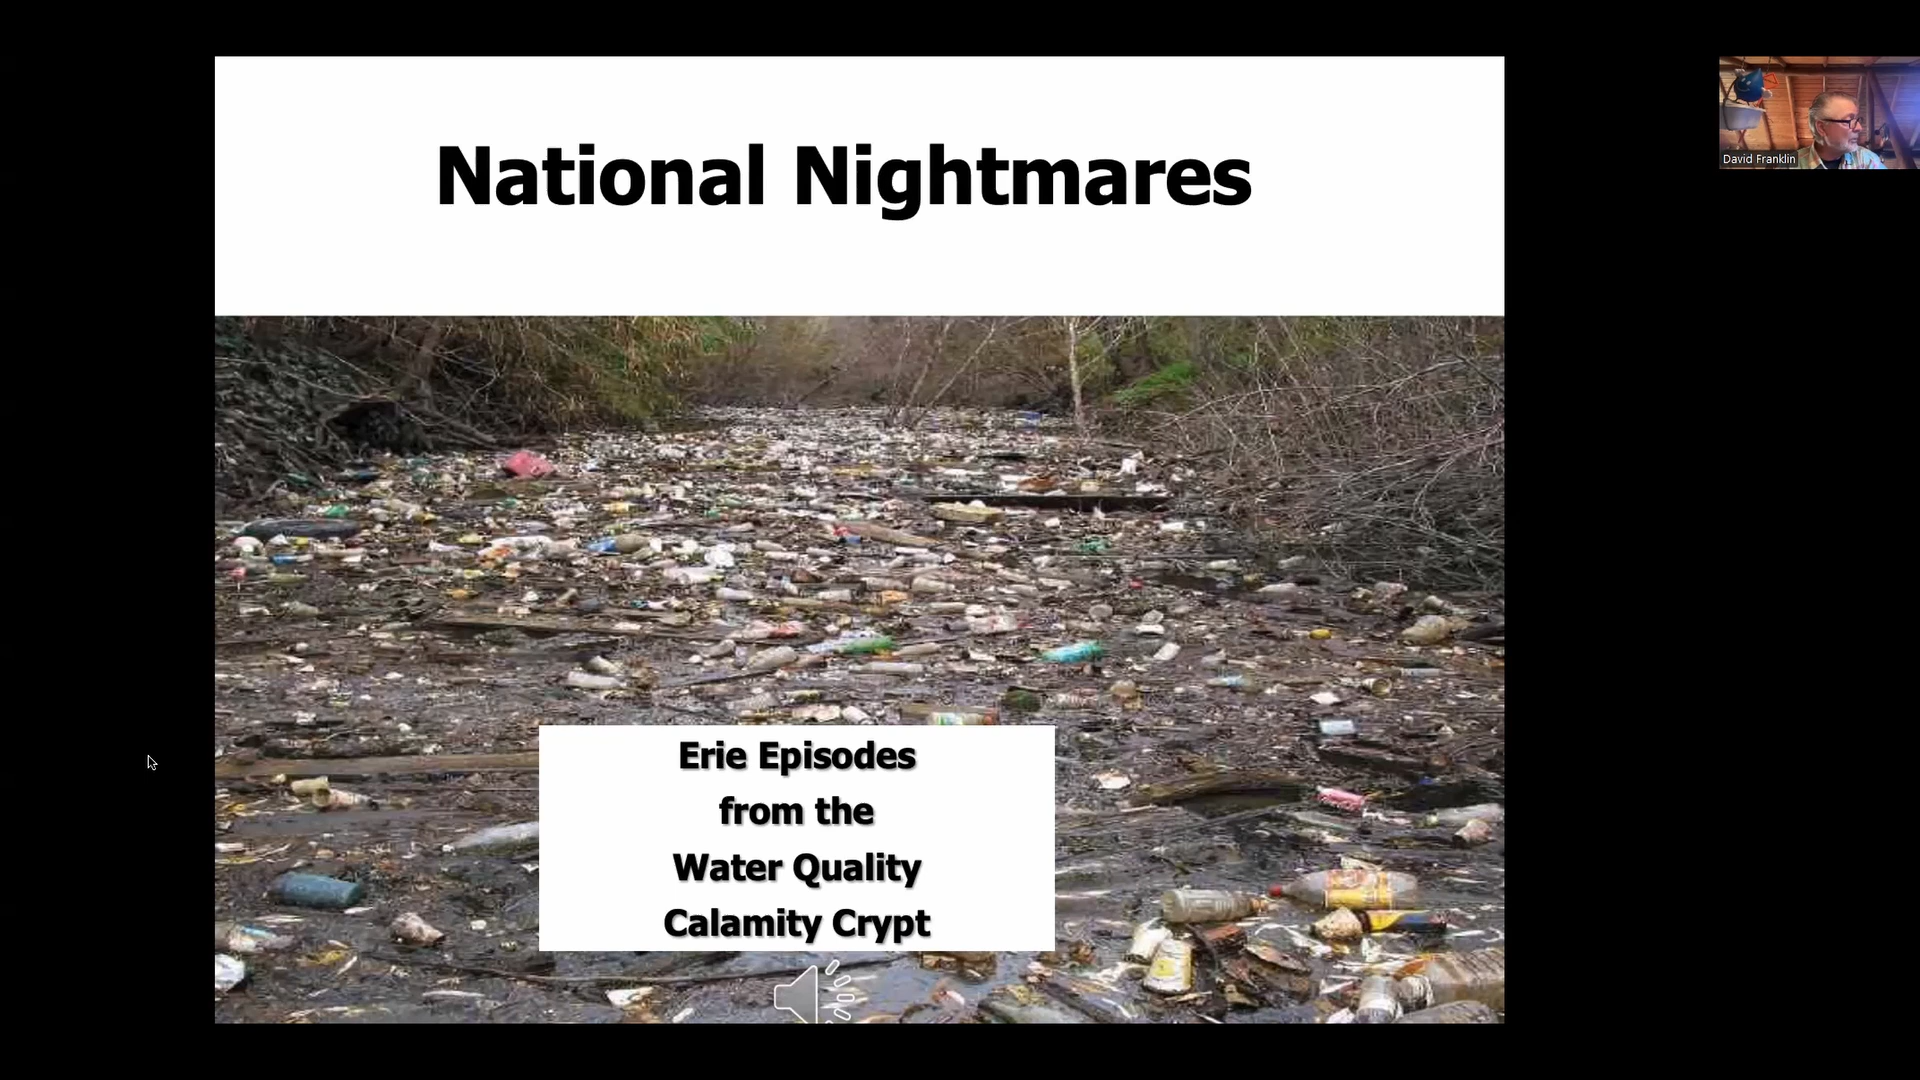 National Nightmares
David Franklin
Erie Episodes
from the
Water Quality
Calamity Crypt